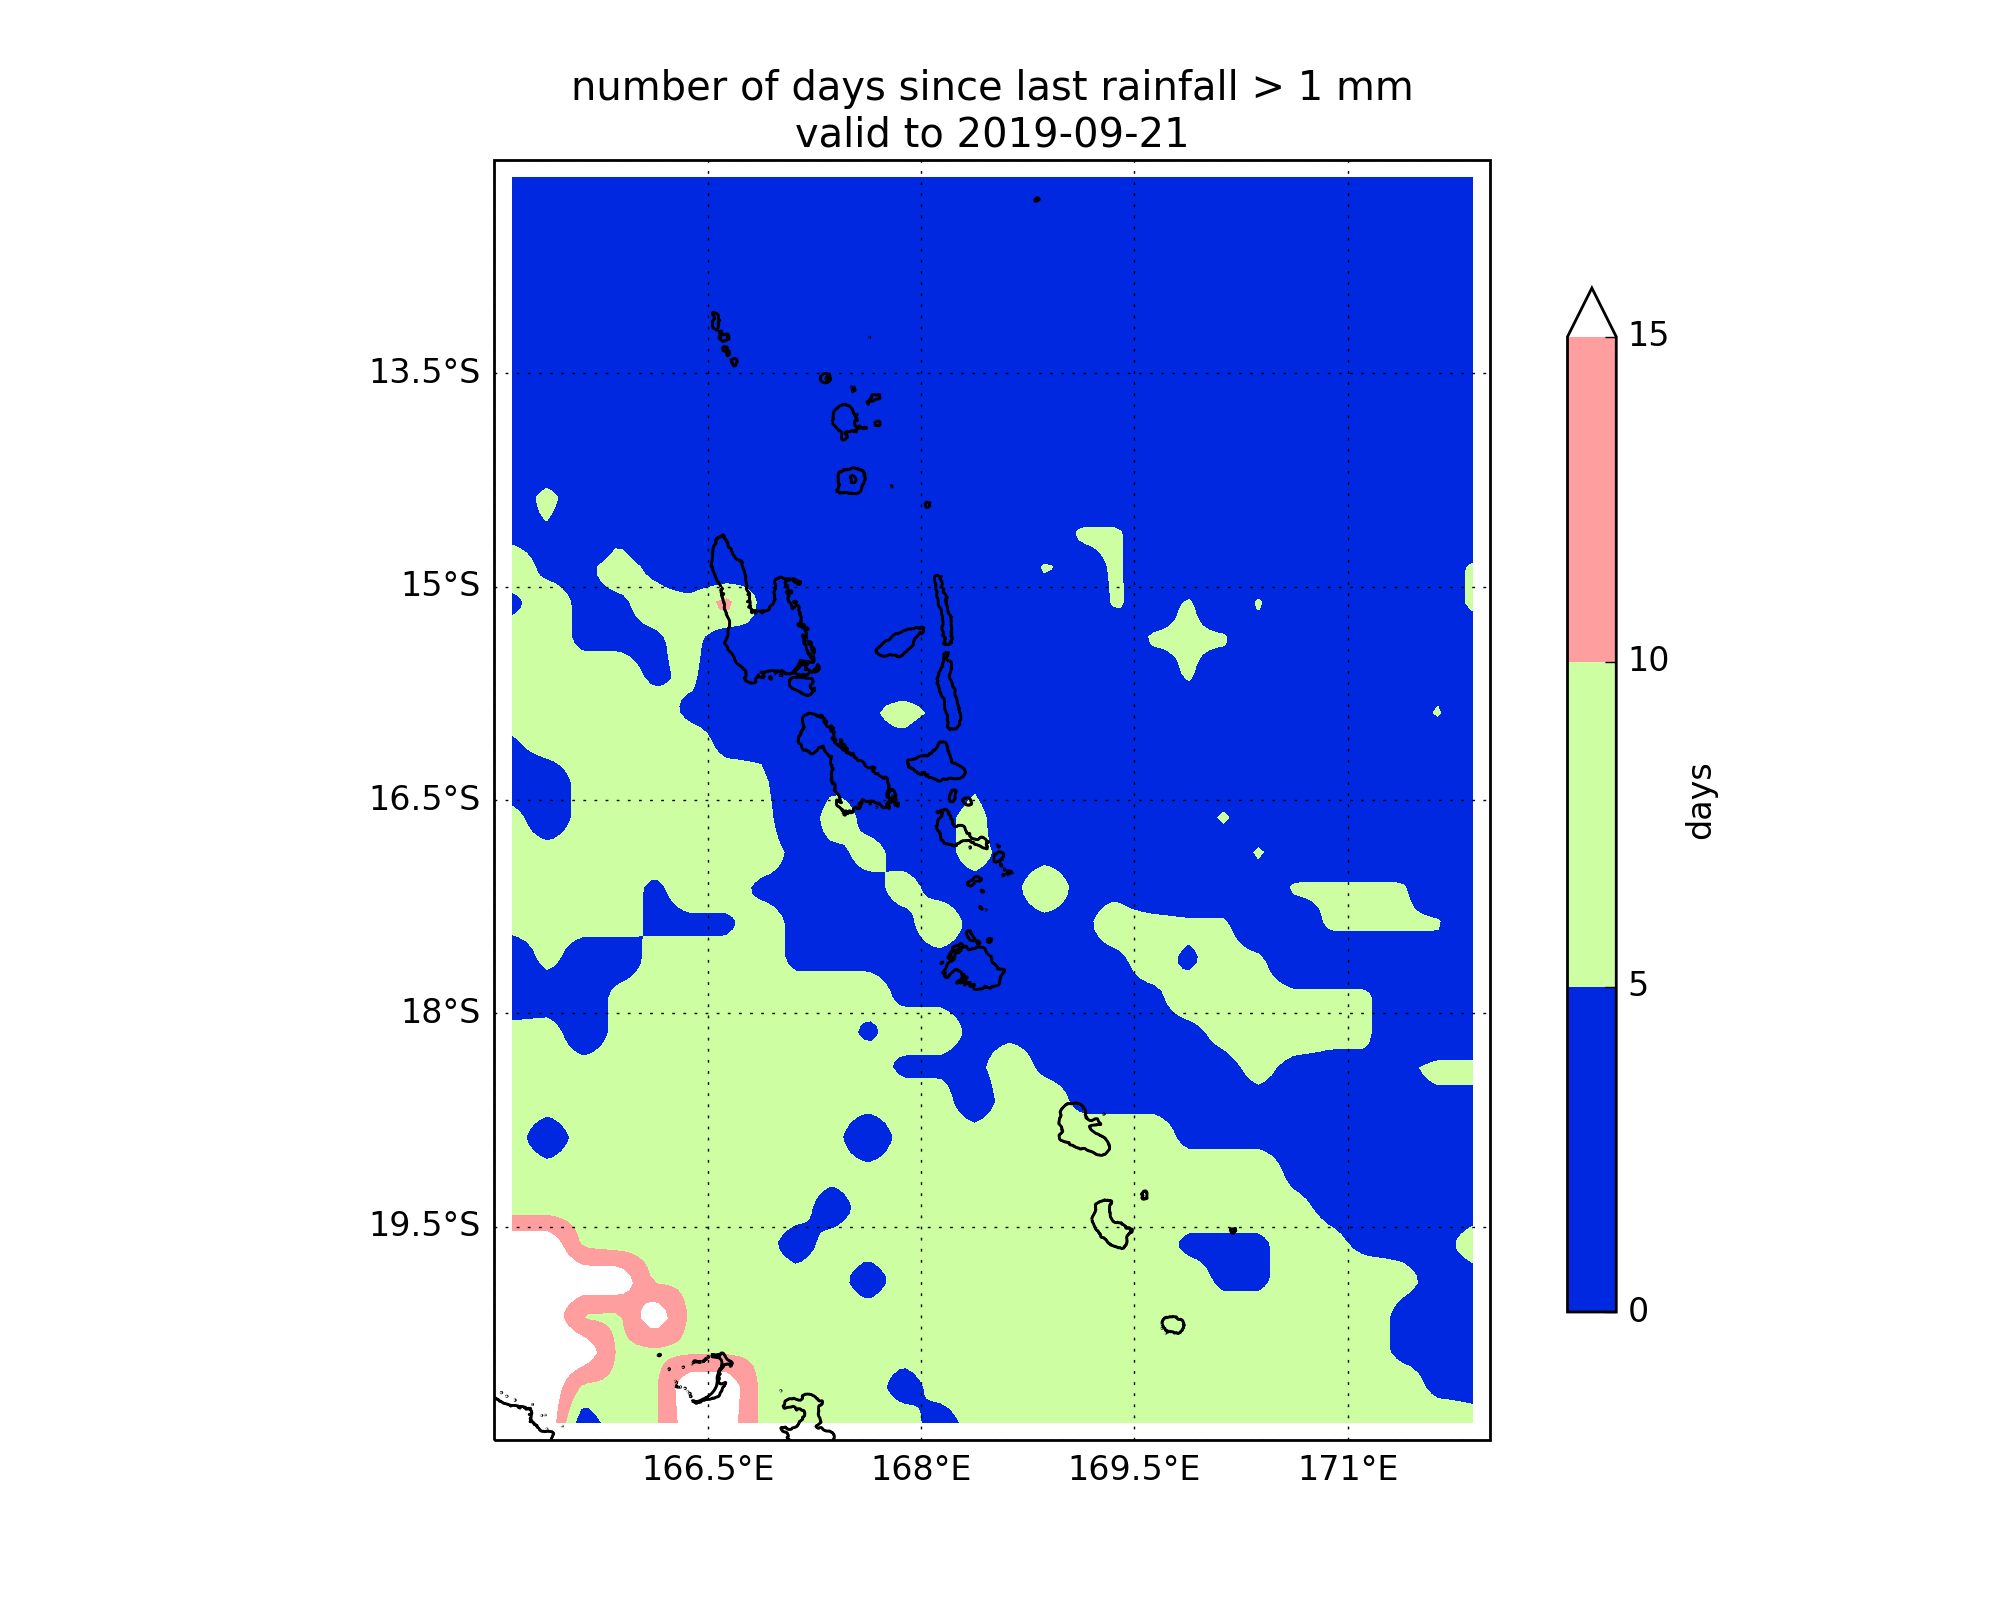 number of days since last rainfall > 1 mm
valid to 2019-09-21
13.5°S
15°S
16.5°S
18°S
19.5°S
166.5°E
168°E
169.5°E
171°E
15
10
5
0
days